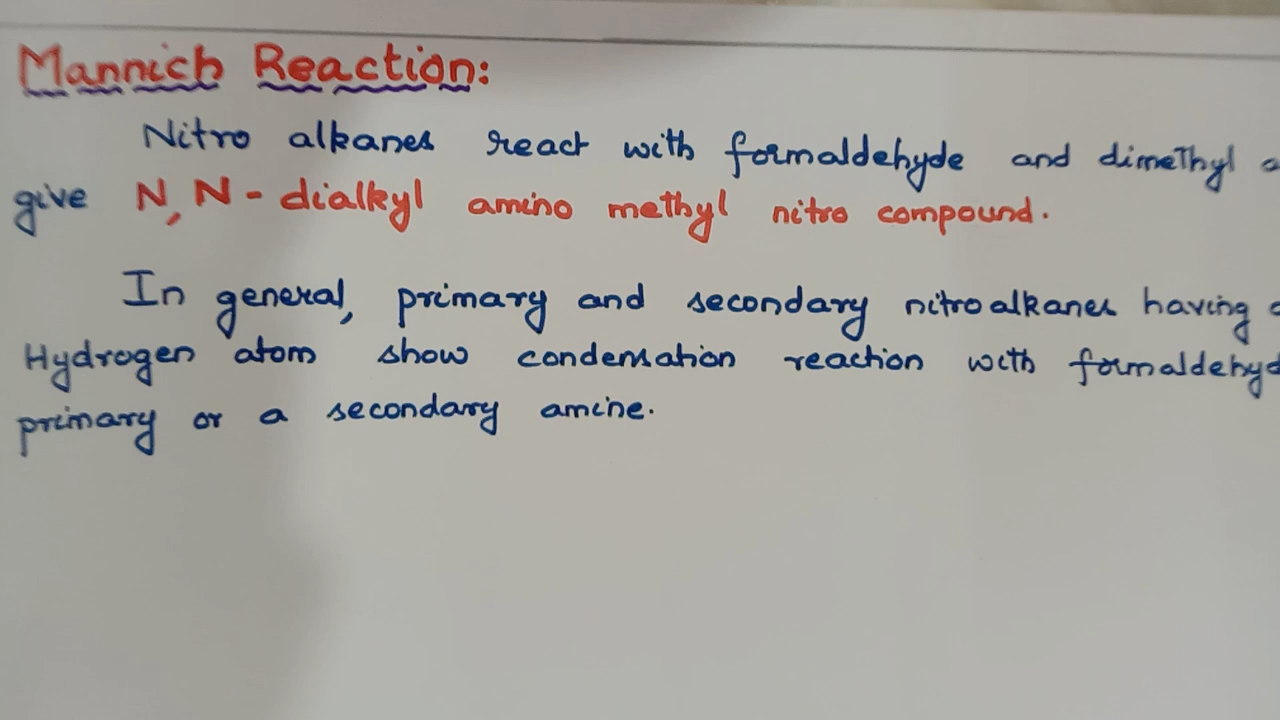 Mannich Reaction:
Nitro alkanes react with formaldehyde and dimethyl
give N, N - dialkyl amino methyl nitro compound.
In general, primary and secondary nitroalkanes having
Hydrogen atom show condensation reaction with formaldehyd
primary or a secondary amine.